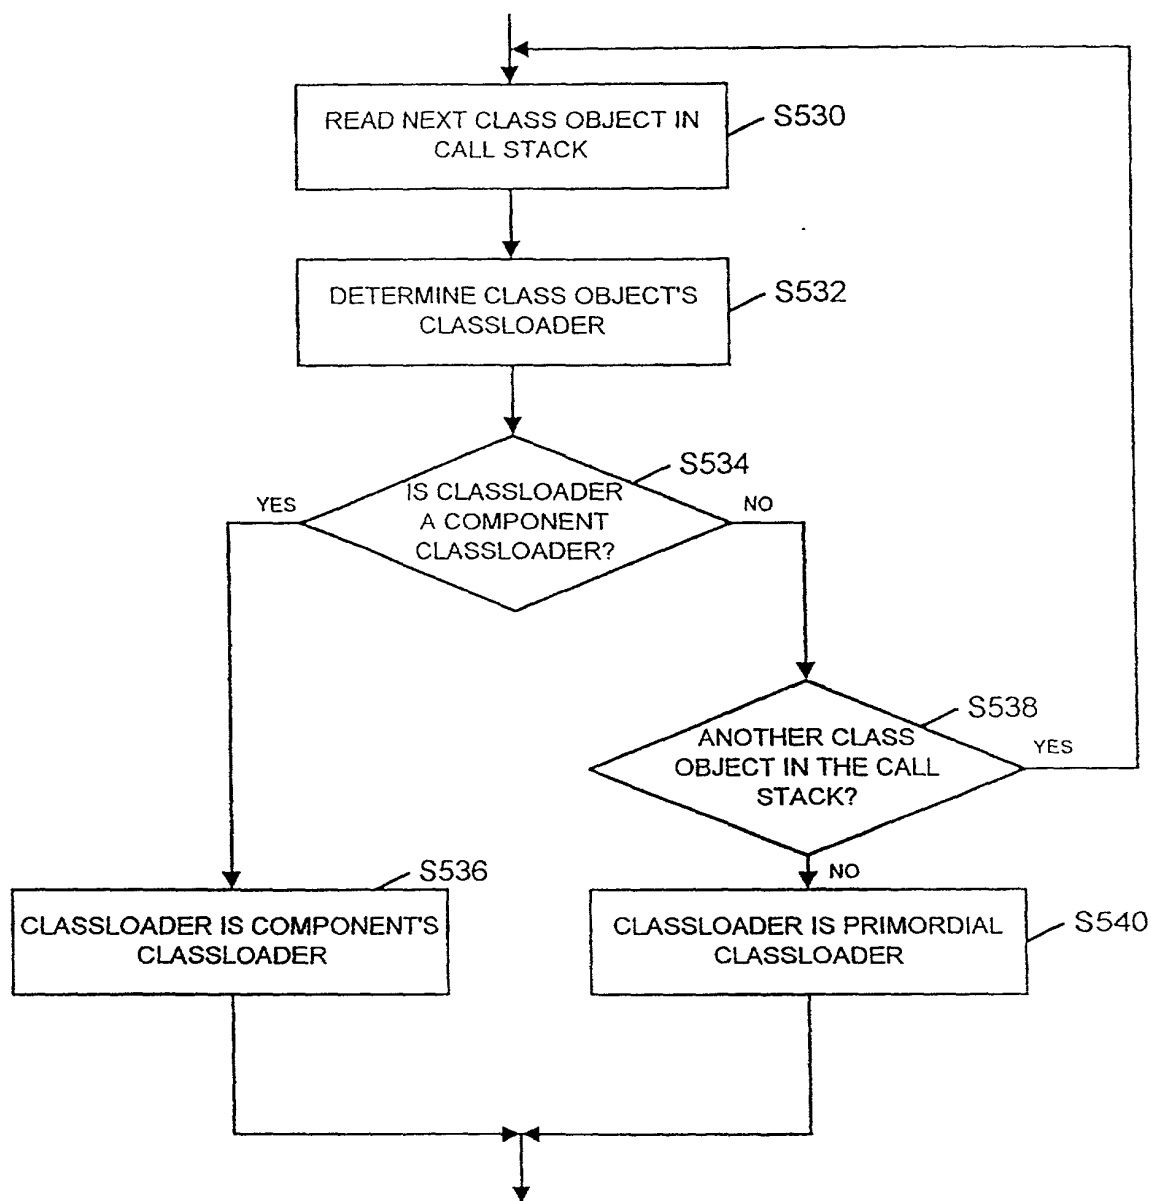 READ NEXT CLASS OBJECT IN
CALL STACK
S530
DETERMINE CLASS OBJECT'S
CLASSLOADER
S532
S534
IS CLASSLOADER
A COMPONENT
CLASSLOADER?
YES
NO
S538
ANOTHER CLASS
OBJECT IN THE CALL
STACK?
YES
NO
S536
CLASSLOADER IS COMPONENT'S
CLASSLOADER
CLASSLOADER IS PRIMORDIAL
CLASSLOADER
S540